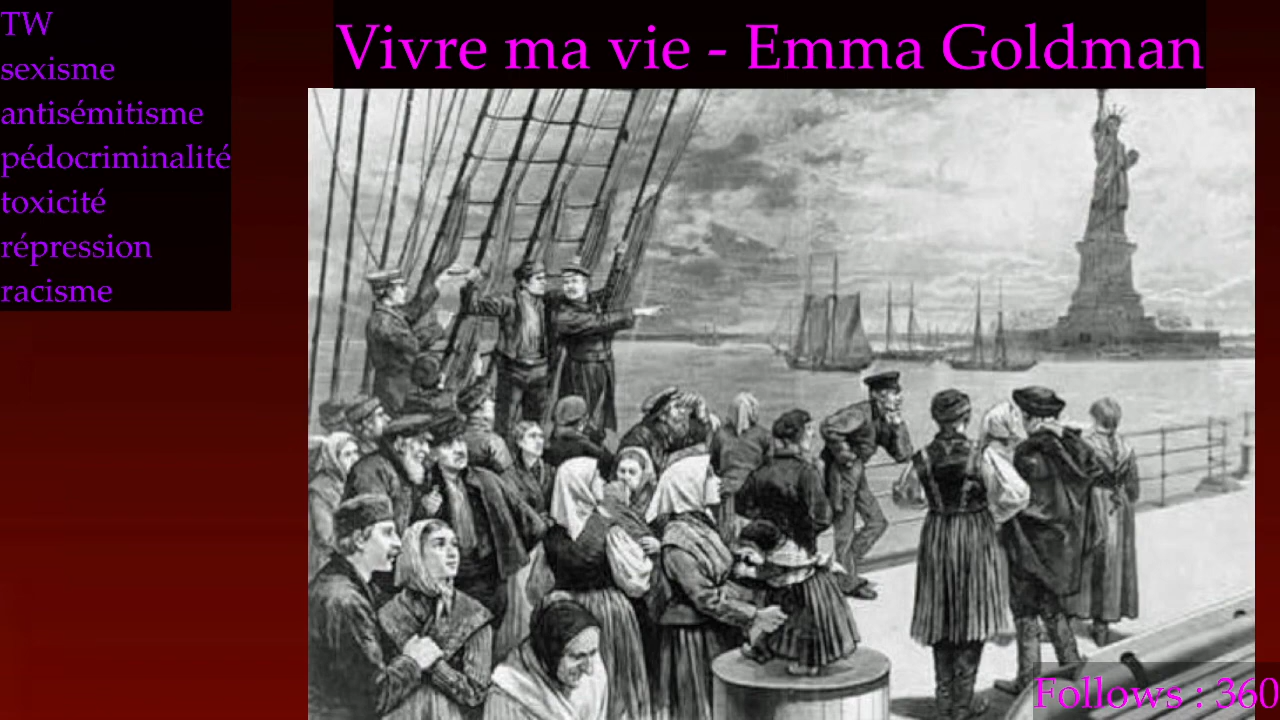 TW
sexisme
antisémitisme
pédocriminalité
toxicité
répression
racisme
Vivre ma vie - Emma Goldman
Follows : 360